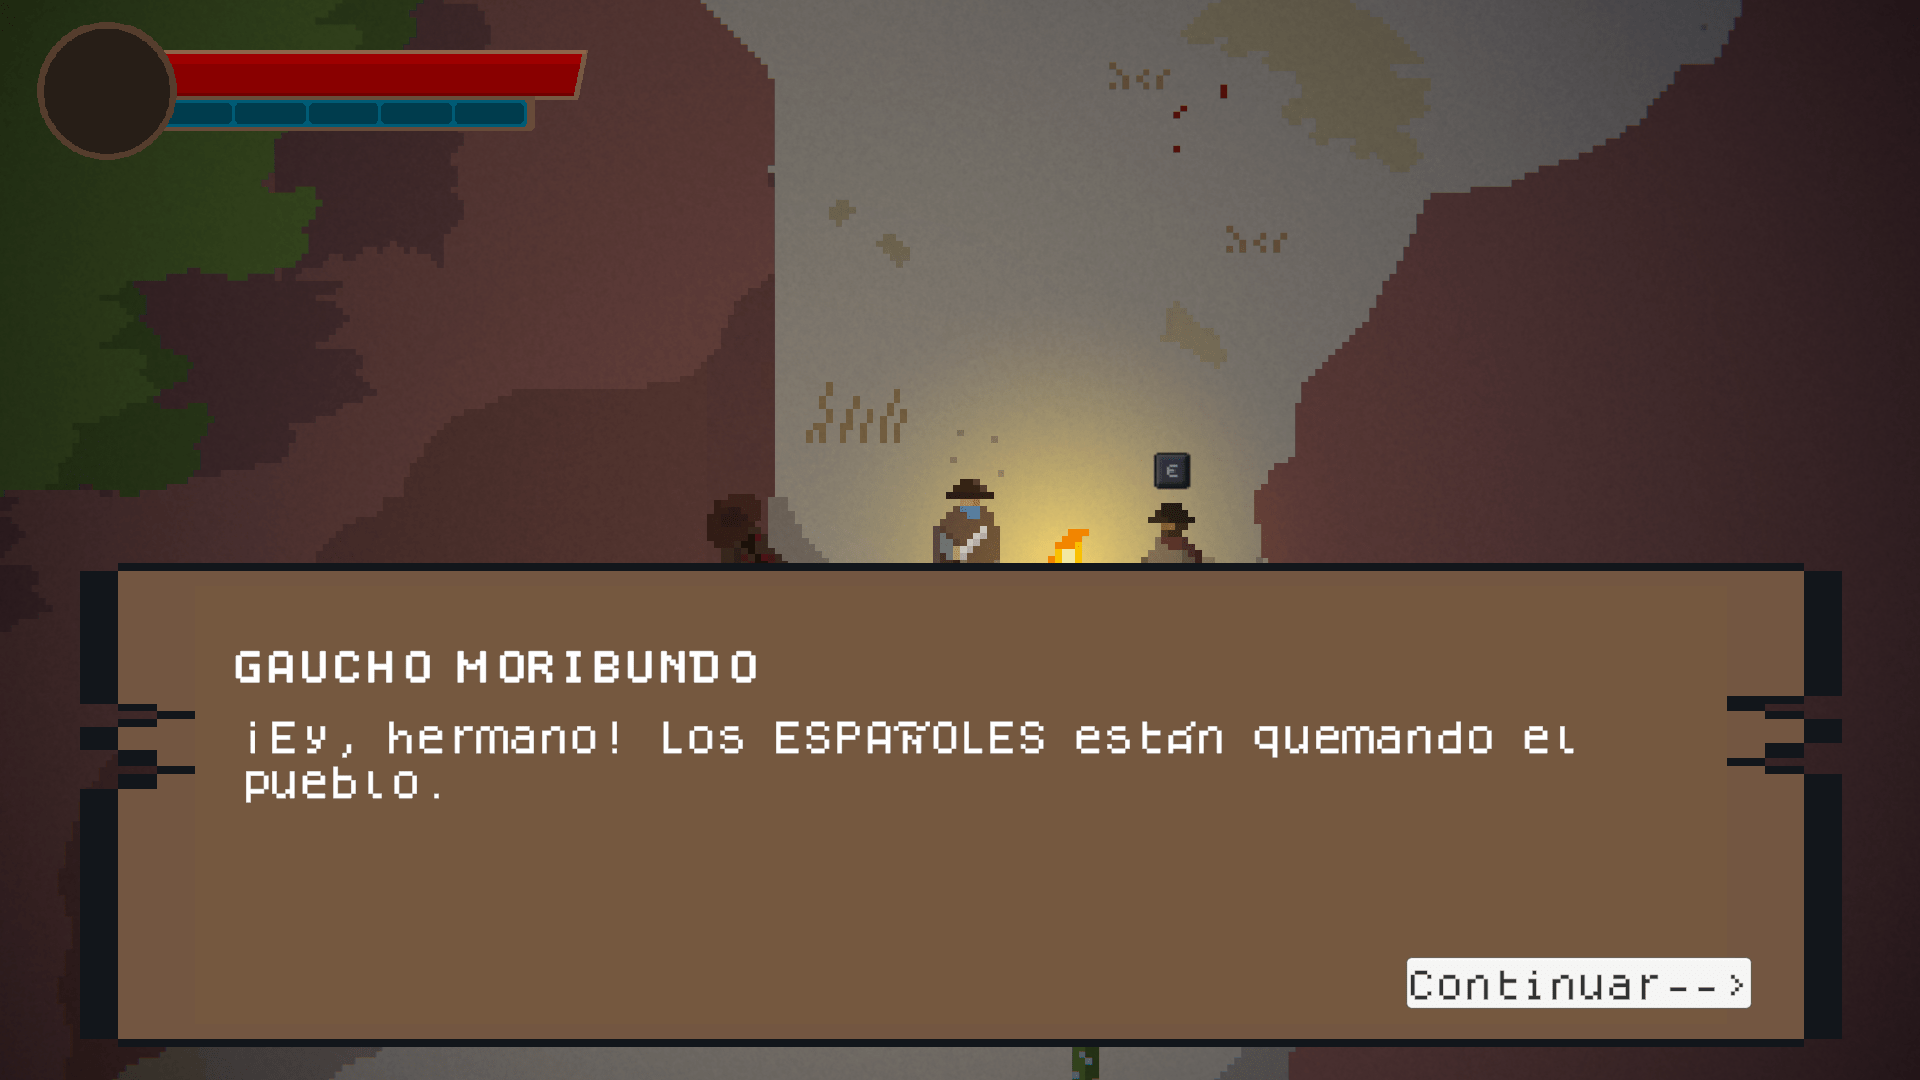 E
GAUCHO MORIBUNDO
¡Ey, hermano! Los ESPAÑOLES están quemando el
pueblo.
Continuar-->